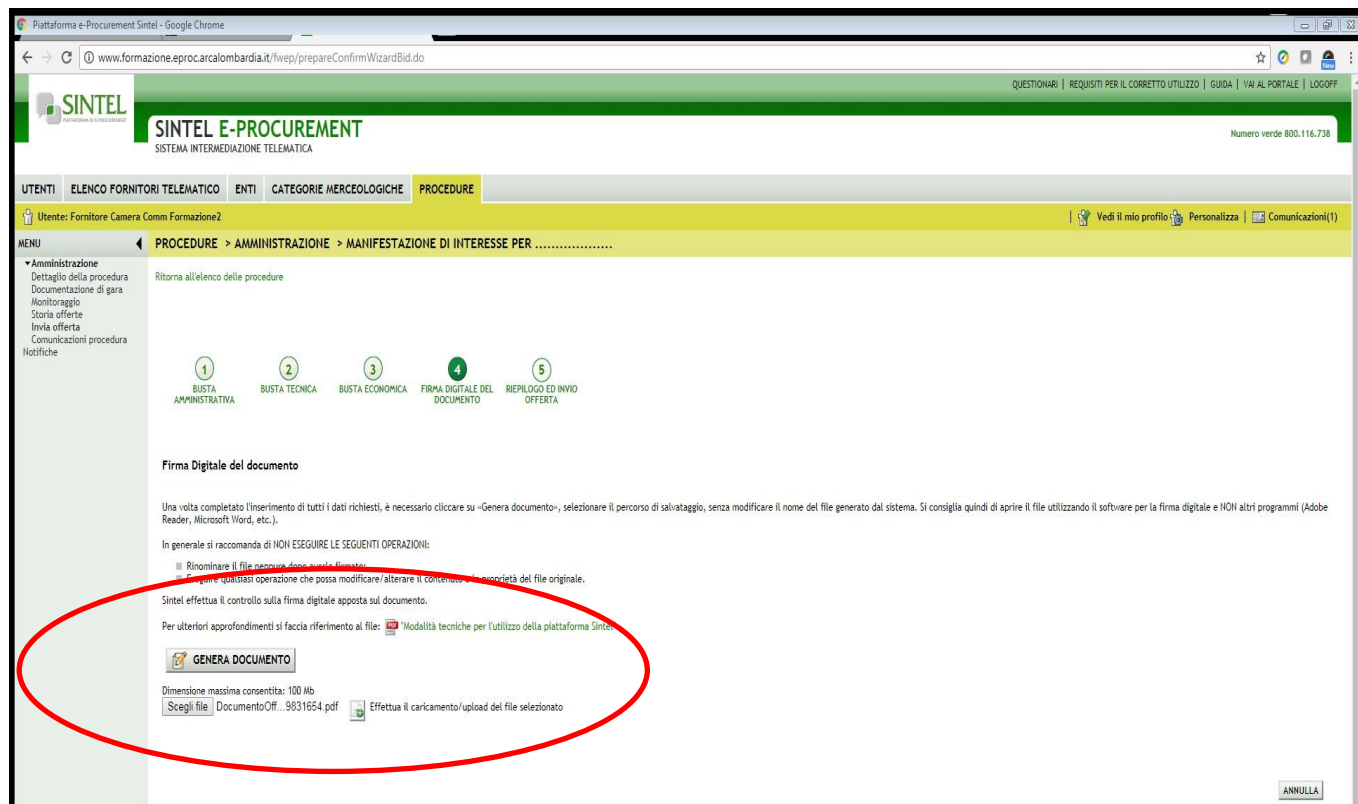 Piattaforma e-Procurement Sintel - Google Chrome
www.formazione.eproc.arcalombardia.it/fwep/prepareConfirmWizardBid.do
New
QUESTIONARI | REQUISITI PER IL CORRETTO UTILIZZO | GUIDA | VAI AL PORTALE | LOGOFF
SINTEL
PIATTAFORMA DI E-PROCUREMENT
SINTEL E-PROCUREMENT
SISTEMA INTERMEDIAZIONE TELEMATICA
Numero verde 800.116.738
UTENTI ELENCO FORNITORI TELEMATICO ENTI CATEGORIE MERCEOLOGICHE PROCEDURE
Utente: Fornitore Camera Comm Formazione2 | Vedi il mio profilo Personalizza | Comunicazioni(1)
MENU
PROCEDURE > AMMINISTRAZIONE > MANIFESTAZIONE DI INTERESSE PER ...................
Amministrazione
Dettaglio della procedura
Documentazione di gara
Monitoraggio
Storia offerte
Invia offerta
Comunicazioni procedura
Notifiche
Ritorna all'elenco delle procedure
1 2 3 4 5
BUSTA AMMINISTRATIVA
BUSTA TECNICA
BUSTA ECONOMICA
FIRMA DIGITALE DEL DOCUMENTO
RIEPILOGO ED INVIO OFFERTA
Firma Digitale del documento
Una volta completato l'inserimento di tutti i dati richiesti, è necessario cliccare su «Genera documento», selezionare il percorso di salvataggio, senza modificare il nome del file generato dal sistema. Si consiglia quindi di aprire il file utilizzando il software per la firma digitale e NON altri programmi (Adobe
Reader, Microsoft Word, etc.).
In generale si raccomanda di NON ESEGUIRE LE SEGUENTI OPERAZIONI:
Rinominare il file neppure dopo averlo firmato;
Eseguire qualsiasi operazione che possa modificare/alterare il contenuto o le proprietà del file originale.
Sintel effettua il controllo sulla firma digitale apposta sul documento.
Per ulteriori approfondimenti si faccia riferimento al file: "Modalità tecniche per l'utilizzo della piattaforma Sintel"
GENERA DOCUMENTO
Dimensione massima consentita: 100 Mb
Scegli file DocumentoOff...9831654.pdf Effettua il caricamento/upload del file selezionato
ANNULLA